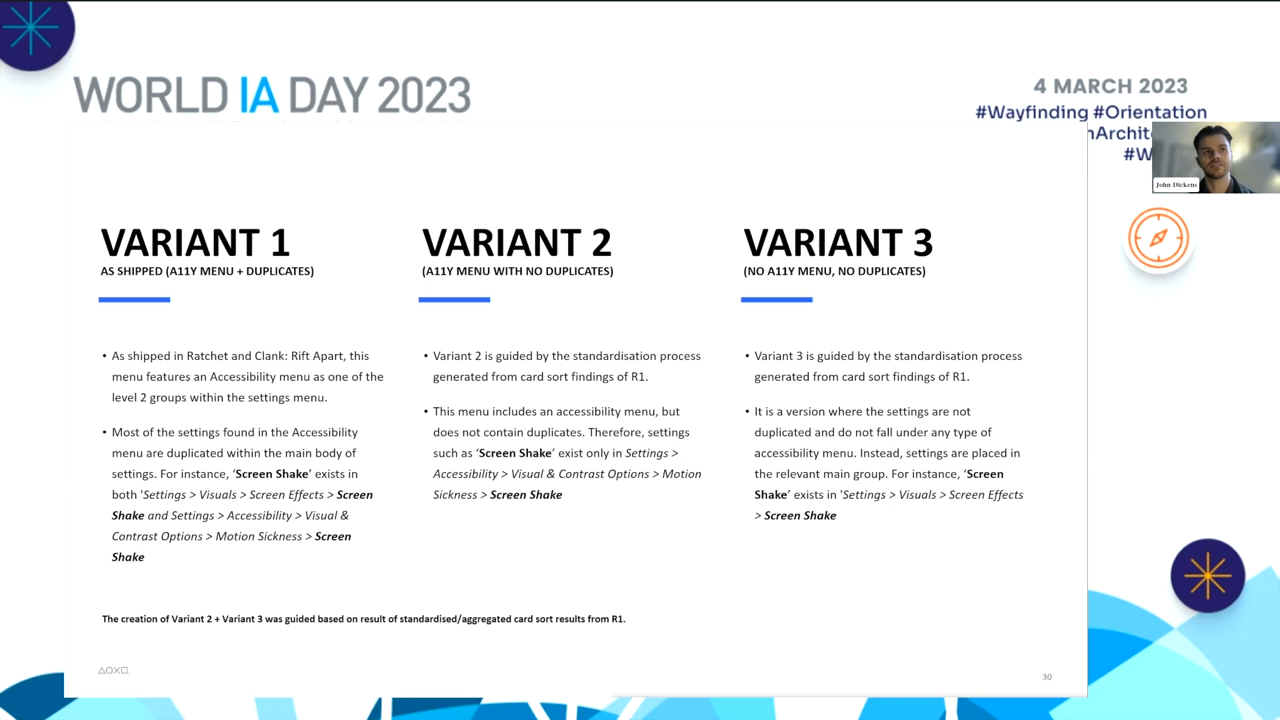 WORLD IA DAY 2023
4 MARCH 2023
#Wayfinding #Orientation
#W
John Dickens
VARIANT 1
AS SHIPPED (A11Y MENU + DUPLICATES)
• As shipped in Ratchet and Clank: Rift Apart, this
menu features an Accessibility menu as one of the
level 2 groups within the settings menu.
• Most of the settings found in the Accessibility
menu are duplicated within the main body of
settings. For instance, ‘Screen Shake’ exists in
both 'Settings > Visuals > Screen Effects > Screen
Shake and Settings > Accessibility > Visual &
Contrast Options > Motion Sickness > Screen
Shake
VARIANT 2
(A11Y MENU WITH NO DUPLICATES)
• Variant 2 is guided by the standardisation process
generated from card sort findings of R1.
• This menu includes an accessibility menu, but
does not contain duplicates. Therefore, settings
such as ‘Screen Shake’ exist only in Settings >
Accessibility > Visual & Contrast Options > Motion
Sickness > Screen Shake
VARIANT 3
(NO A11Y MENU, NO DUPLICATES)
• Variant 3 is guided by the standardisation process
generated from card sort findings of R1.
• It is a version where the settings are not
duplicated and do not fall under any type of
accessibility menu. Instead, settings are placed in
the relevant main group. For instance, ‘Screen
Shake’ exists in 'Settings > Visuals > Screen Effects
> Screen Shake
The creation of Variant 2 + Variant 3 was guided based on result of standardised/aggregated card sort results from R1.
30